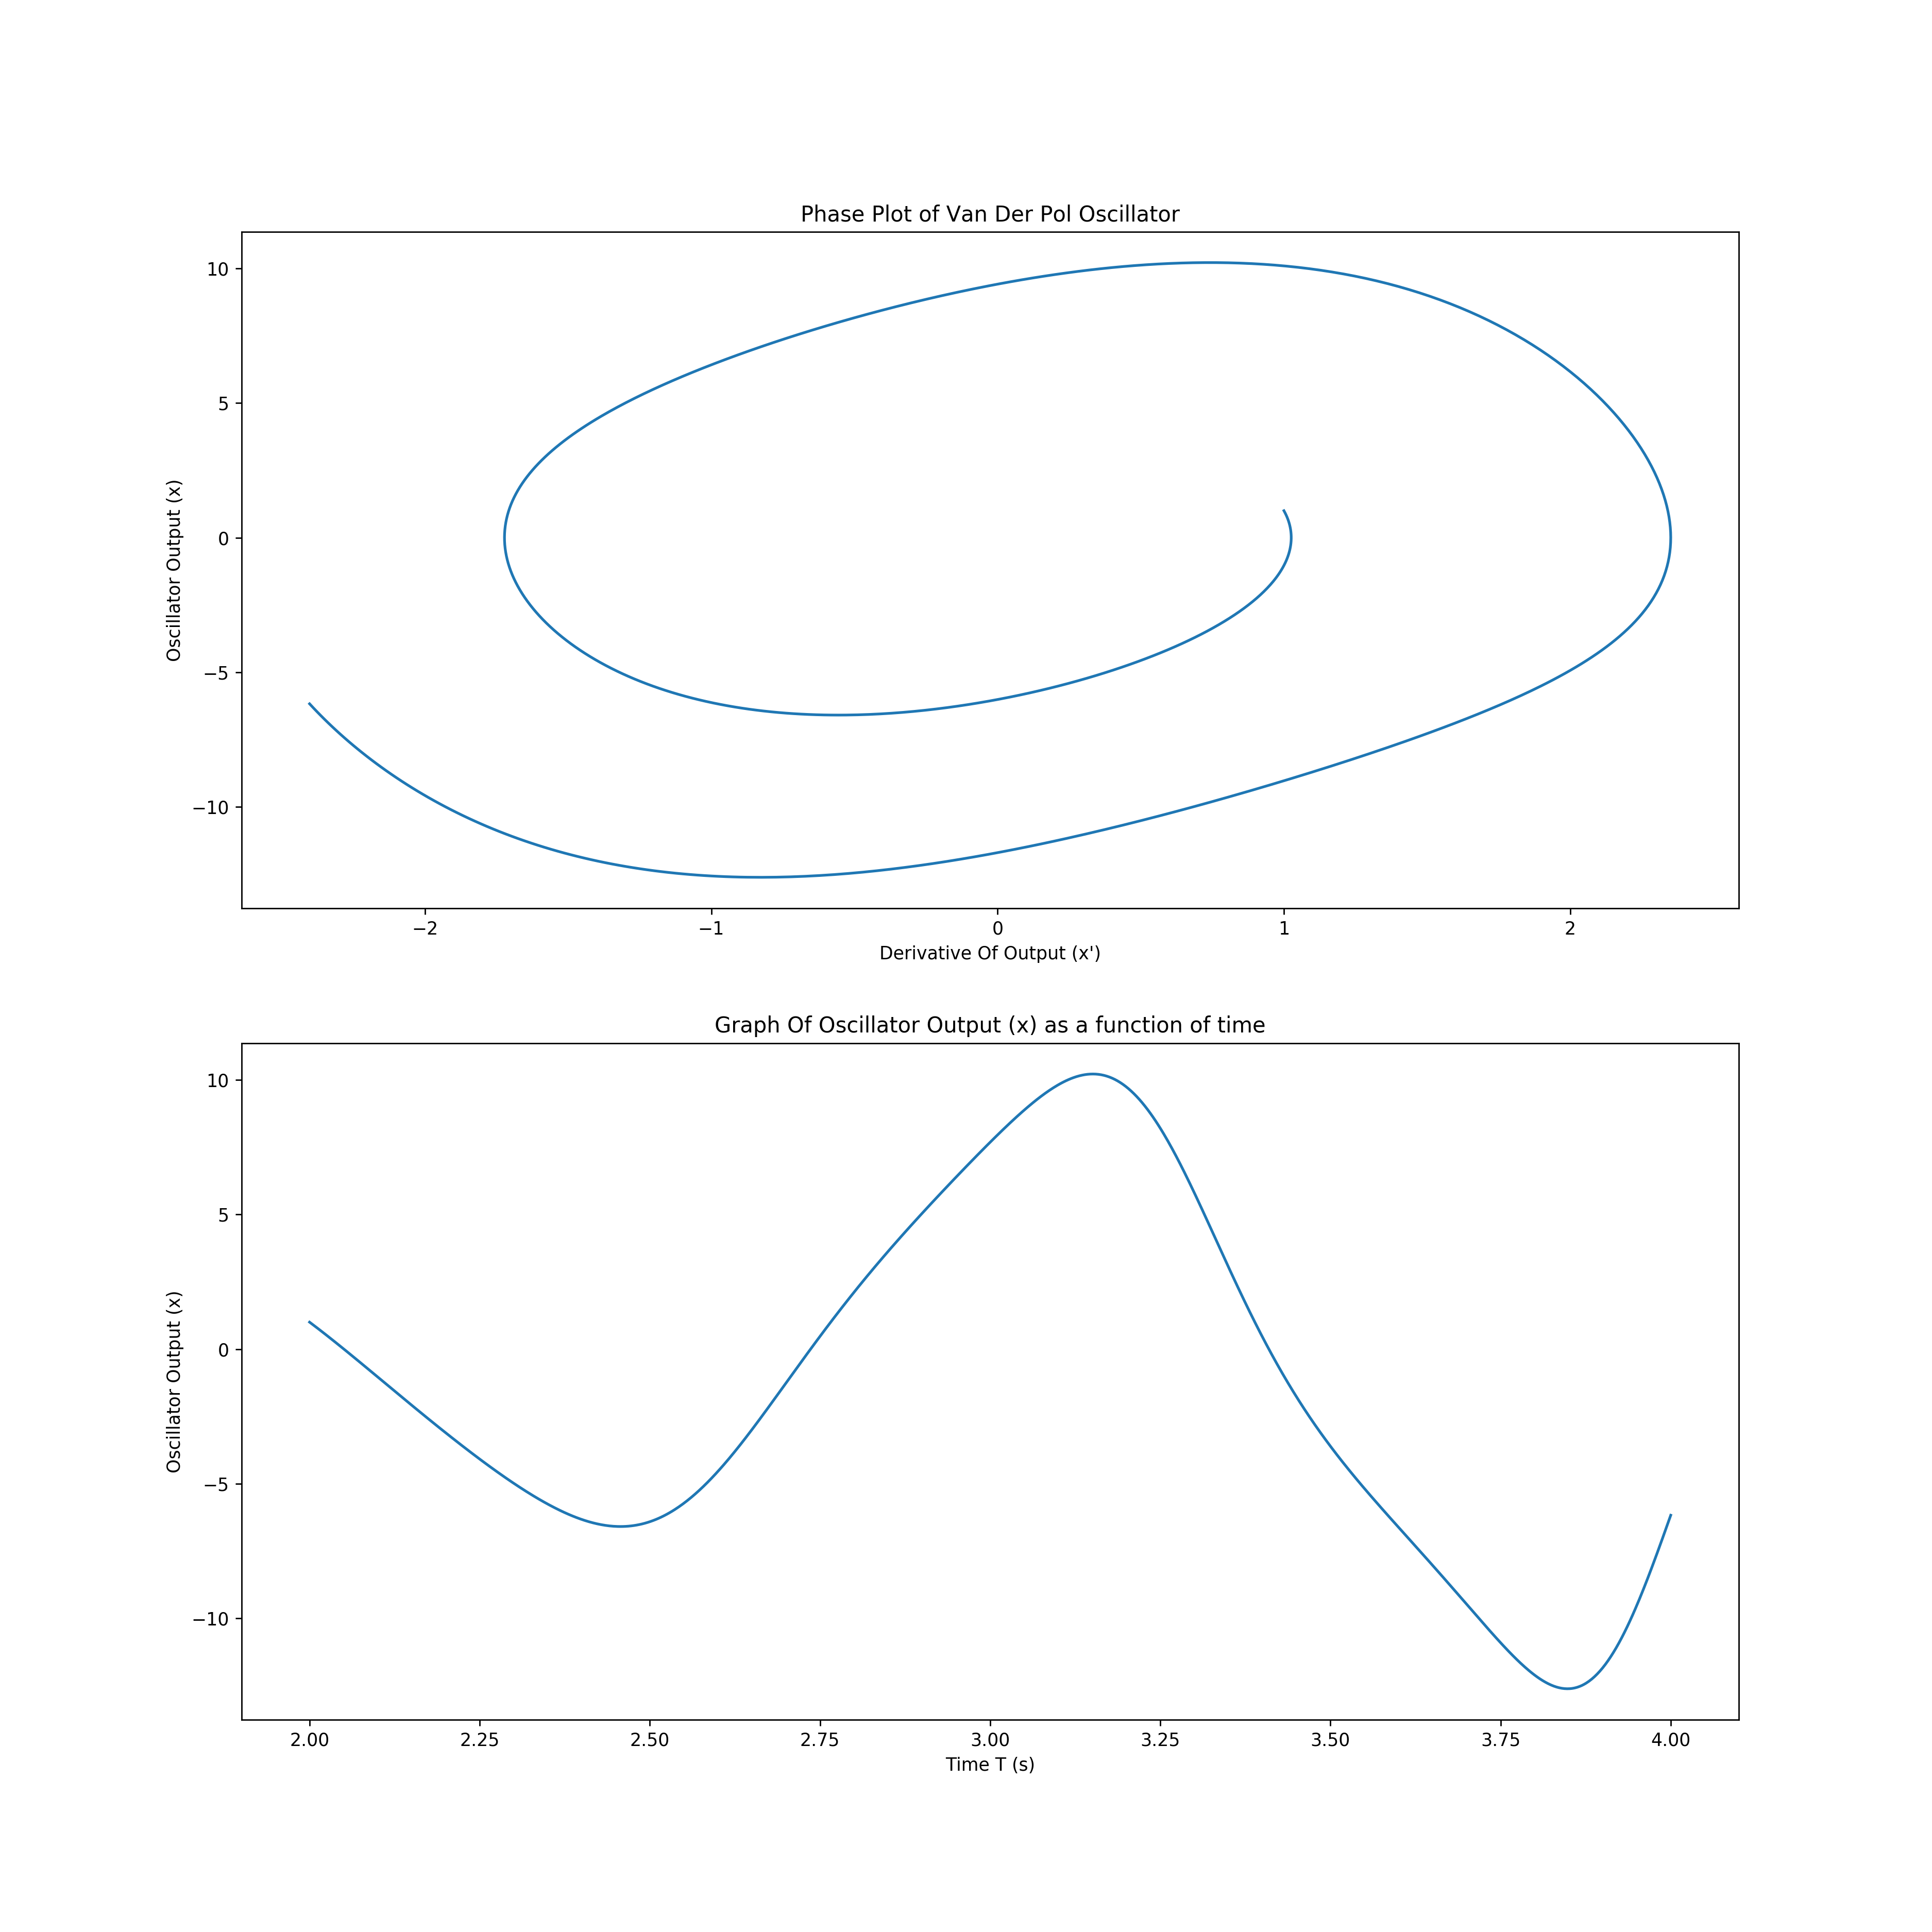 Phase Plot of Van Der Pol Oscillator
10
5
0
−5
−10
Oscillator Output (x)
−2 −1 0 1 2
Derivative Of Output (x')
Graph Of Oscillator Output (x) as a function of time
10
5
0
−5
−10
Oscillator Output (x)
2.00 2.25 2.50 2.75 3.00 3.25 3.50 3.75 4.00
Time T (s)